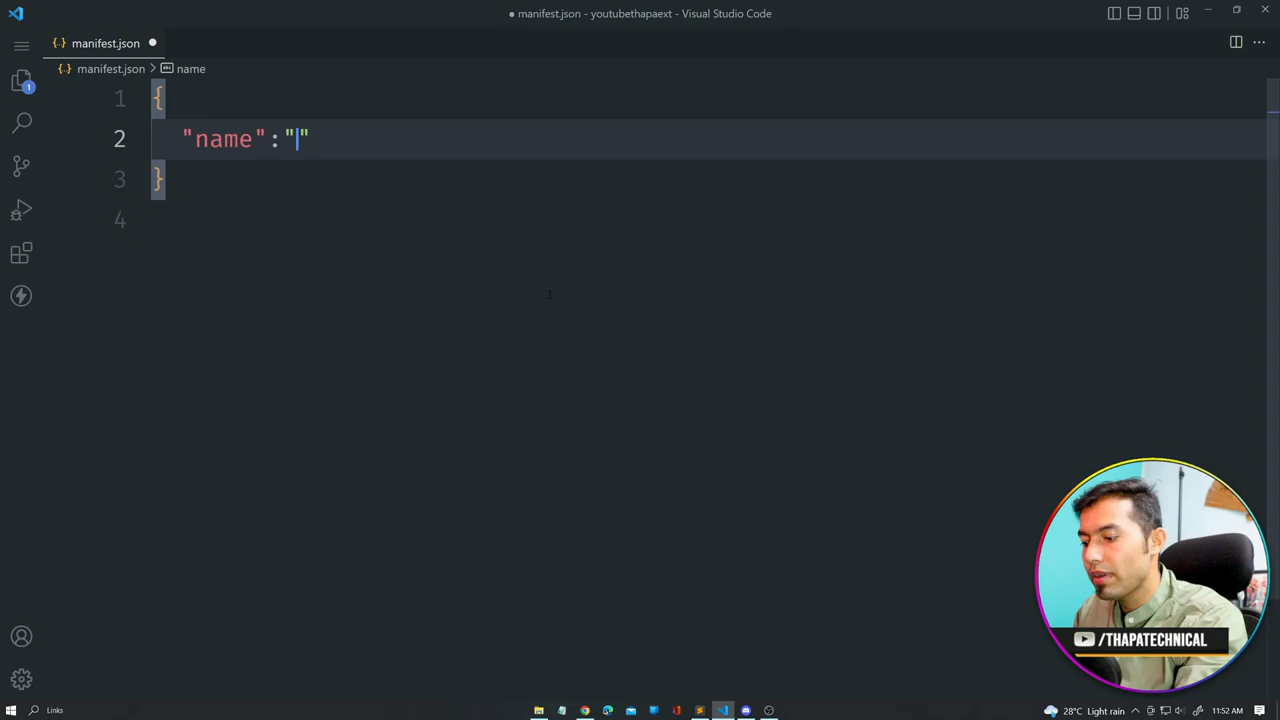 manifest.json - youtubethapaext - Visual Studio Code
manifest.json
manifest.json > name
1 {
2 "name":""
3 }
4
1
/THAPATECHNICAL
Links
28°C Light rain
11:52 AM